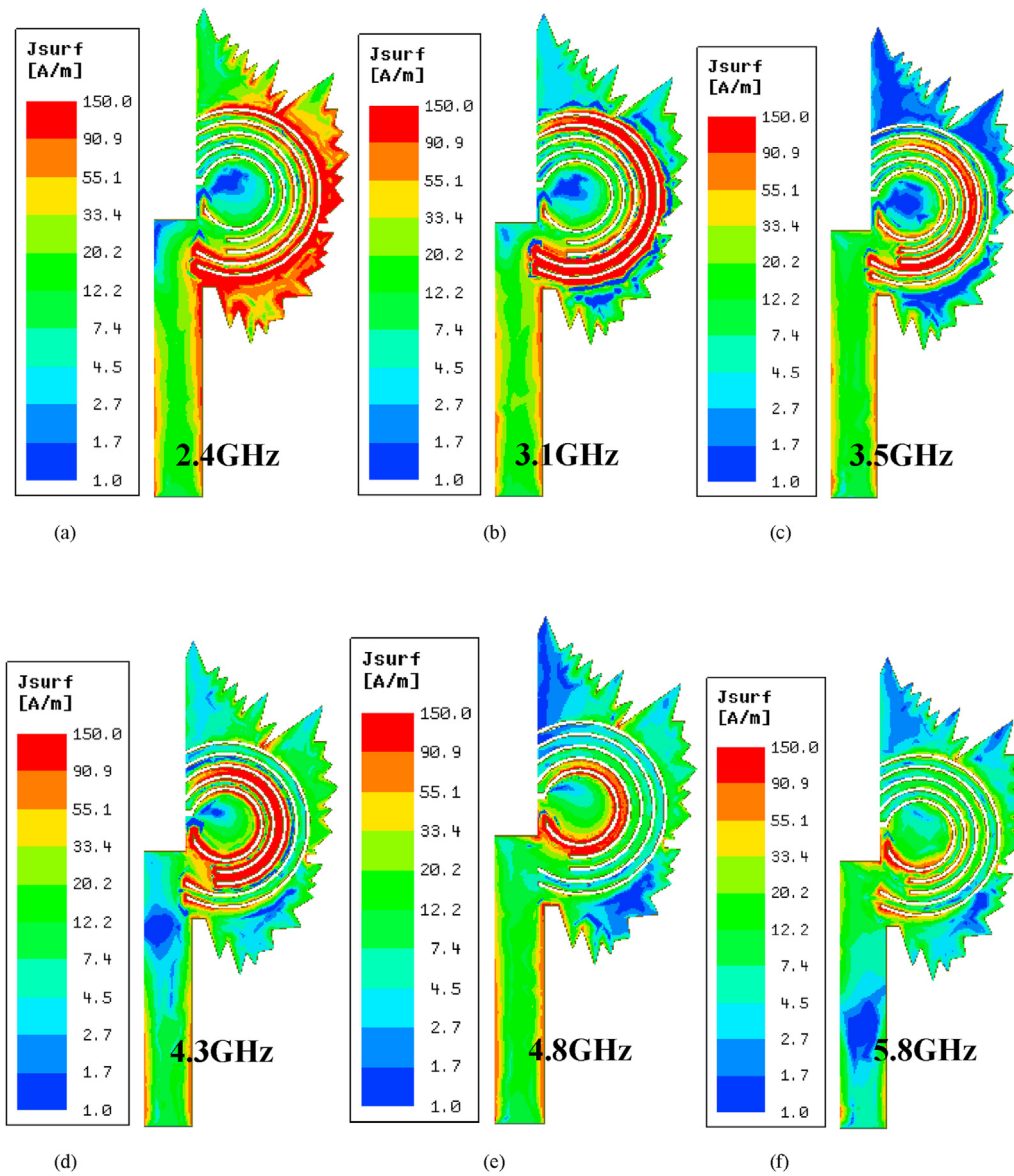 Jsurf
[A/m]
150.0
90.9
55.1
33.4
20.2
12.2
7.4
4.5
2.7
1.7
1.0
2.4GHz
(a)
Jsurf
[A/m]
150.0
90.9
55.1
33.4
20.2
12.2
7.4
4.5
2.7
1.7
1.0
3.1GHz
(b)
Jsurf
[A/m]
150.0
90.9
55.1
33.4
20.2
12.2
7.4
4.5
2.7
1.7
1.0
3.5GHz
(c)
Jsurf
[A/m]
150.0
90.9
55.1
33.4
20.2
12.2
7.4
4.5
2.7
1.7
1.0
4.3GHz
(d)
Jsurf
[A/m]
150.0
90.9
55.1
33.4
20.2
12.2
7.4
4.5
2.7
1.7
1.0
4.8GHz
(e)
Jsurf
[A/m]
150.0
90.9
55.1
33.4
20.2
12.2
7.4
4.5
2.7
1.7
1.0
5.8GHz
(f)